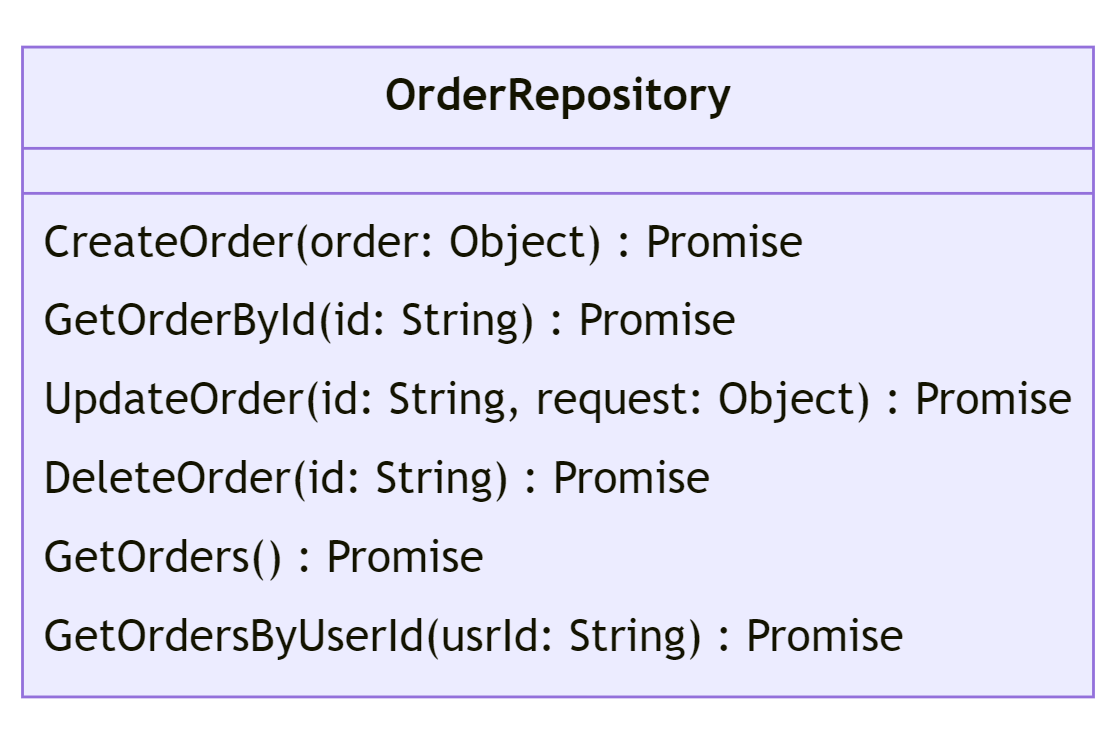 OrderRepository
CreateOrder(order: Object) : Promise
GetOrderById(id: String) : Promise
UpdateOrder(id: String, request: Object) : Promise
DeleteOrder(id: String) : Promise
GetOrders() : Promise
GetOrdersByUserId(usrId: String) : Promise